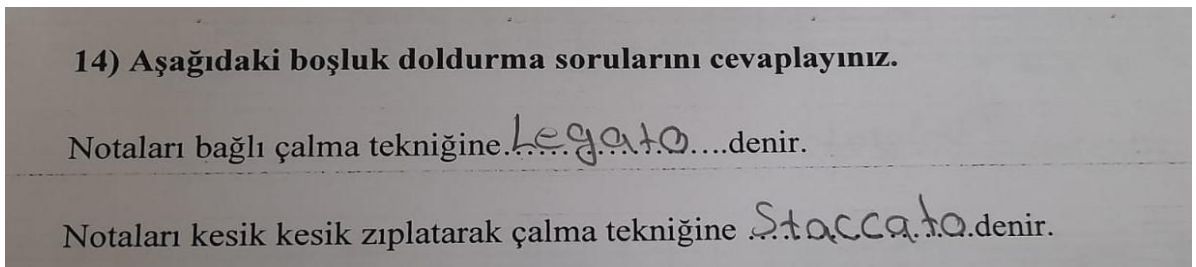 14) Aşağıdaki boşluk doldurma sorularını cevaplayınız.
Notaları bağlı çalma tekniğine..Legato....denir.
Notaları kesik kesik zıplatarak çalma tekniğine ..Staccato.denir.